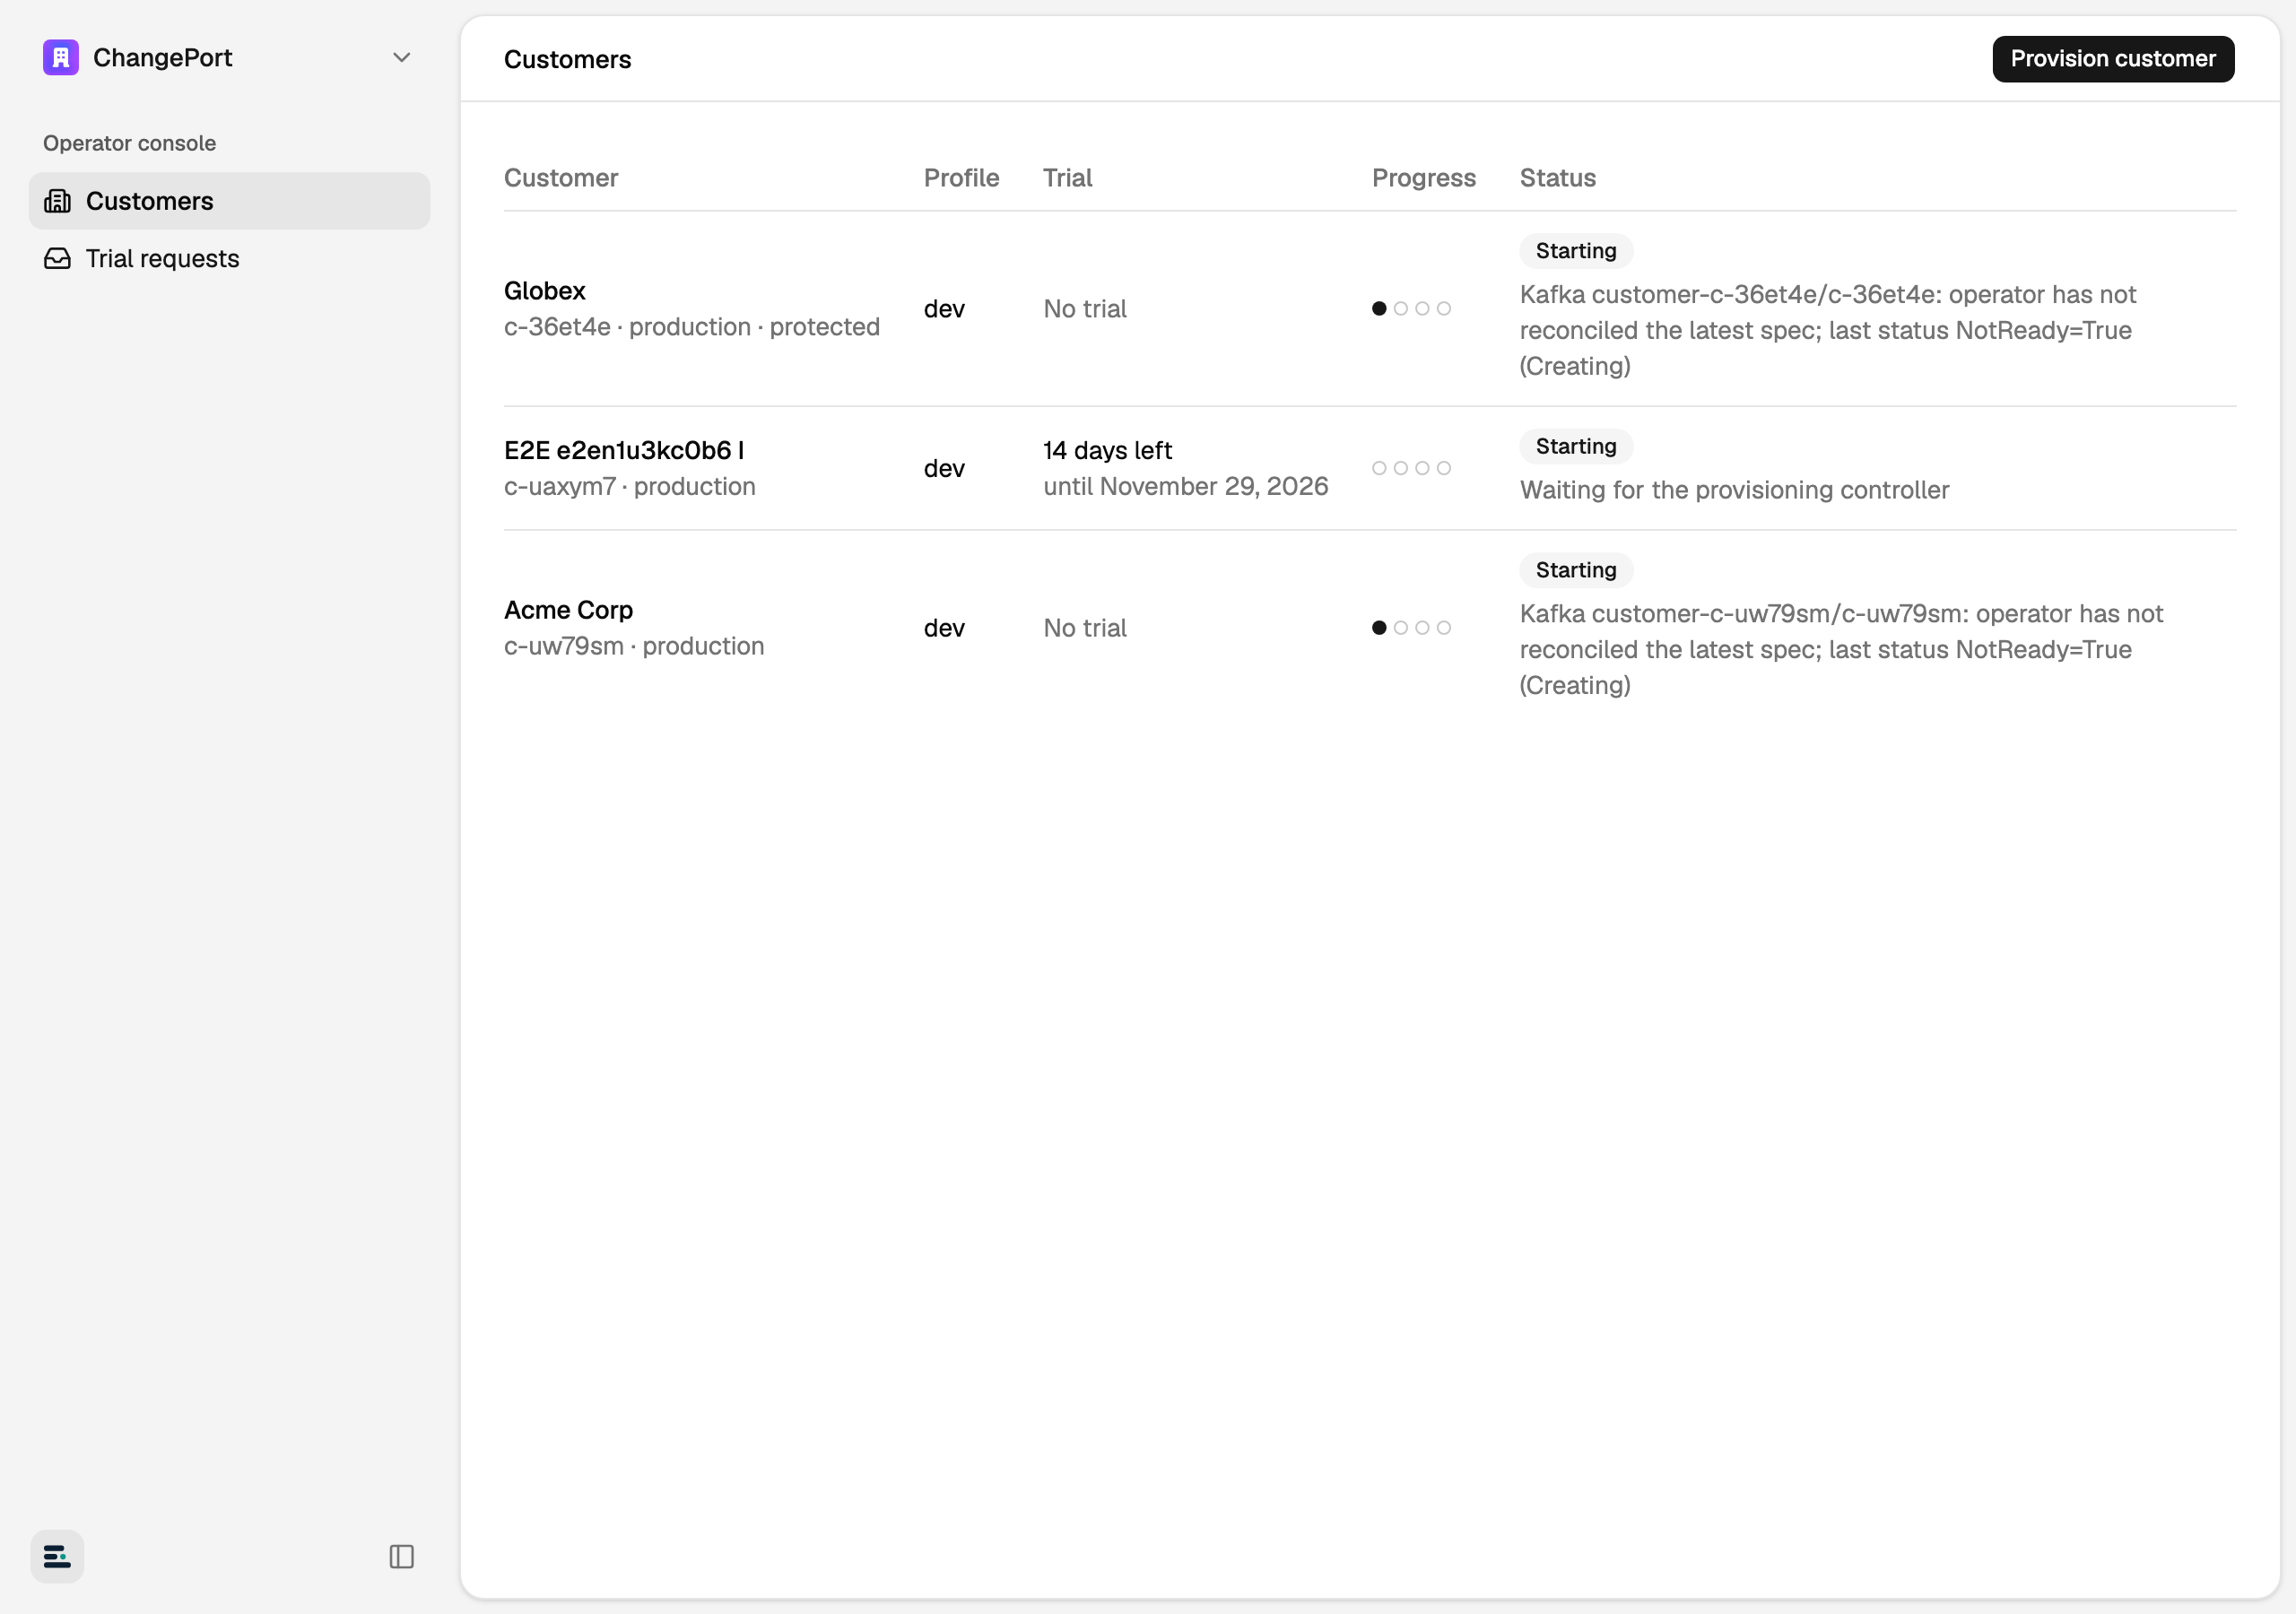 ChangePort
Operator console
Customers
Trial requests
Customers
Provision customer
Customer Profile Trial Progress Status
Globex
c-36et4e · production · protected
dev
No trial
Starting
Kafka customer-c-36et4e/c-36et4e: operator has not
reconciled the latest spec; last status NotReady=True
(Creating)
E2E e2en1u3kc0b6 I
c-uaxym7 · production
dev
14 days left
until November 29, 2026
Starting
Waiting for the provisioning controller
Acme Corp
c-uw79sm · production
dev
No trial
Starting
Kafka customer-c-uw79sm/c-uw79sm: operator has not
reconciled the latest spec; last status NotReady=True
(Creating)